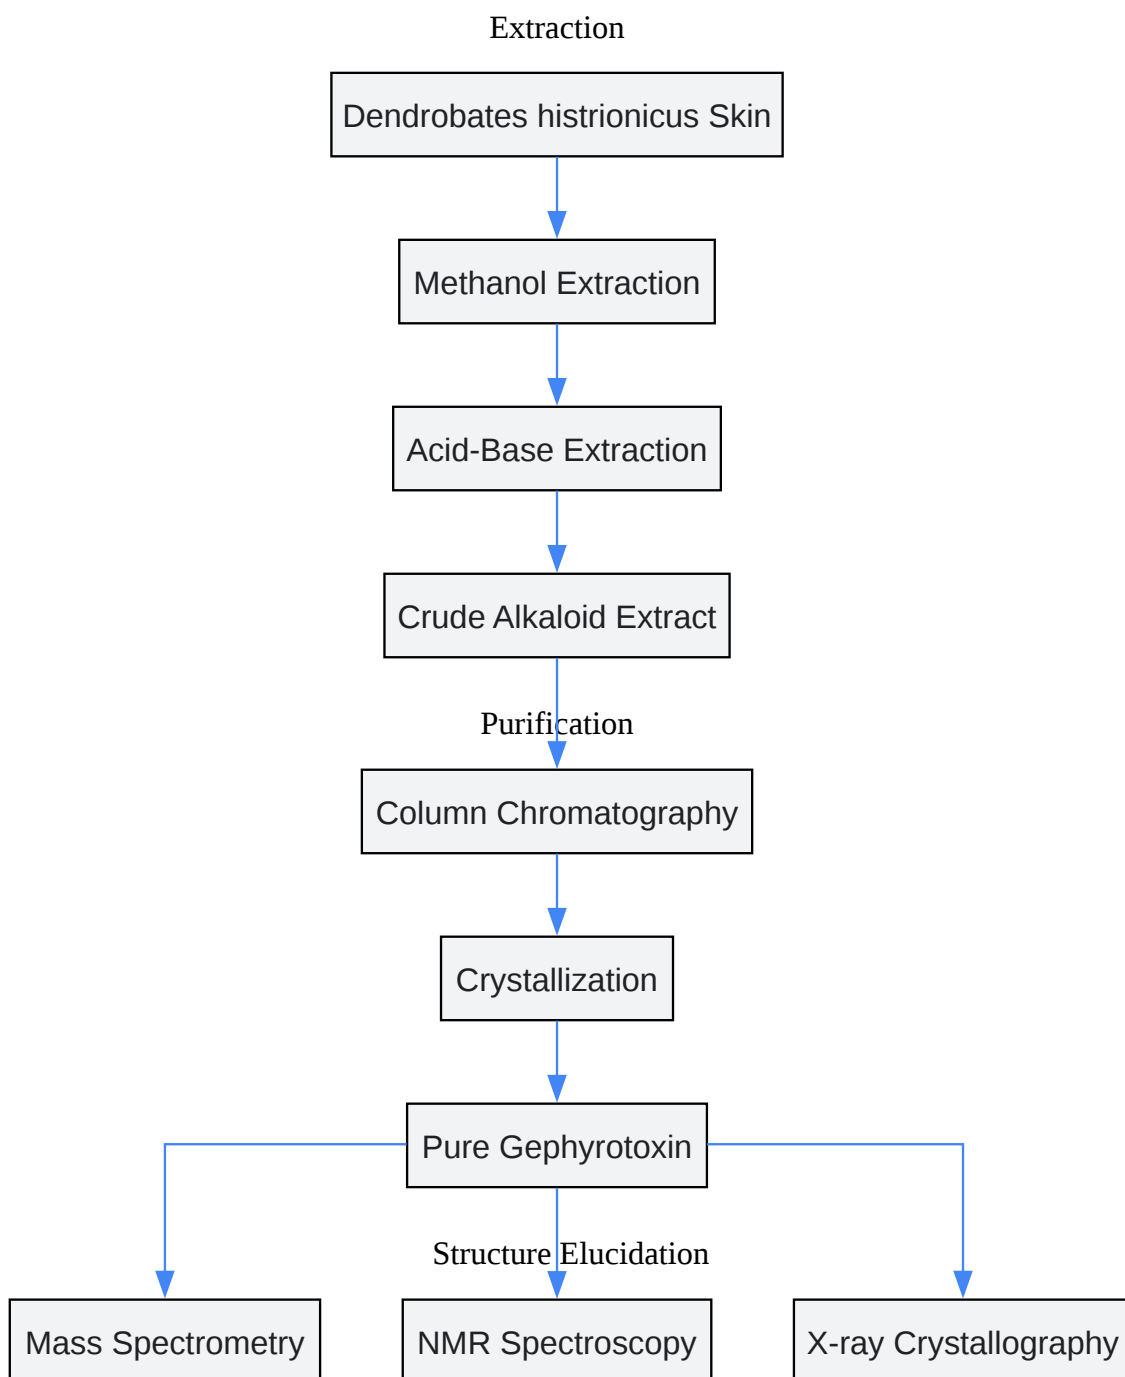 Extraction
Dendrobates histrionicus Skin
Methanol Extraction
Acid-Base Extraction
Crude Alkaloid Extract
Purification
Column Chromatography
Crystallization
Pure Gephyrotoxin
Structure Elucidation
Mass Spectrometry
NMR Spectroscopy
X-ray Crystallography